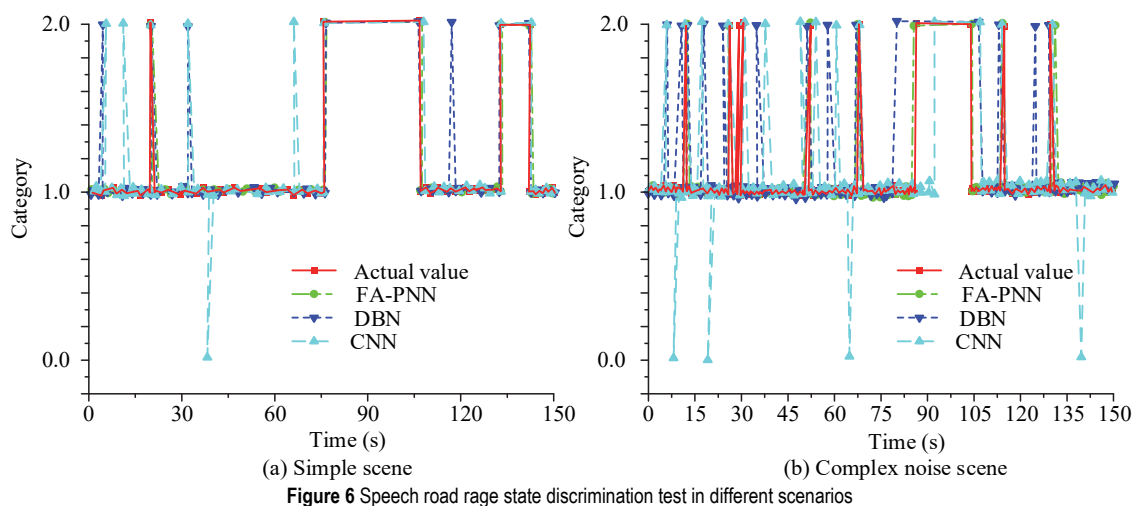 2.0
1.0
0.0
Category
Actual value
FA-PNN
DBN
CNN
0 30 60 90 120 150
Time (s)
(a) Simple scene
2.0
1.0
0.0
Category
Actual value
FA-PNN
DBN
CNN
0 15 30 45 60 75 90 105 120 135 150
Time (s)
(b) Complex noise scene
Figure 6 Speech road rage state discrimination test in different scenarios